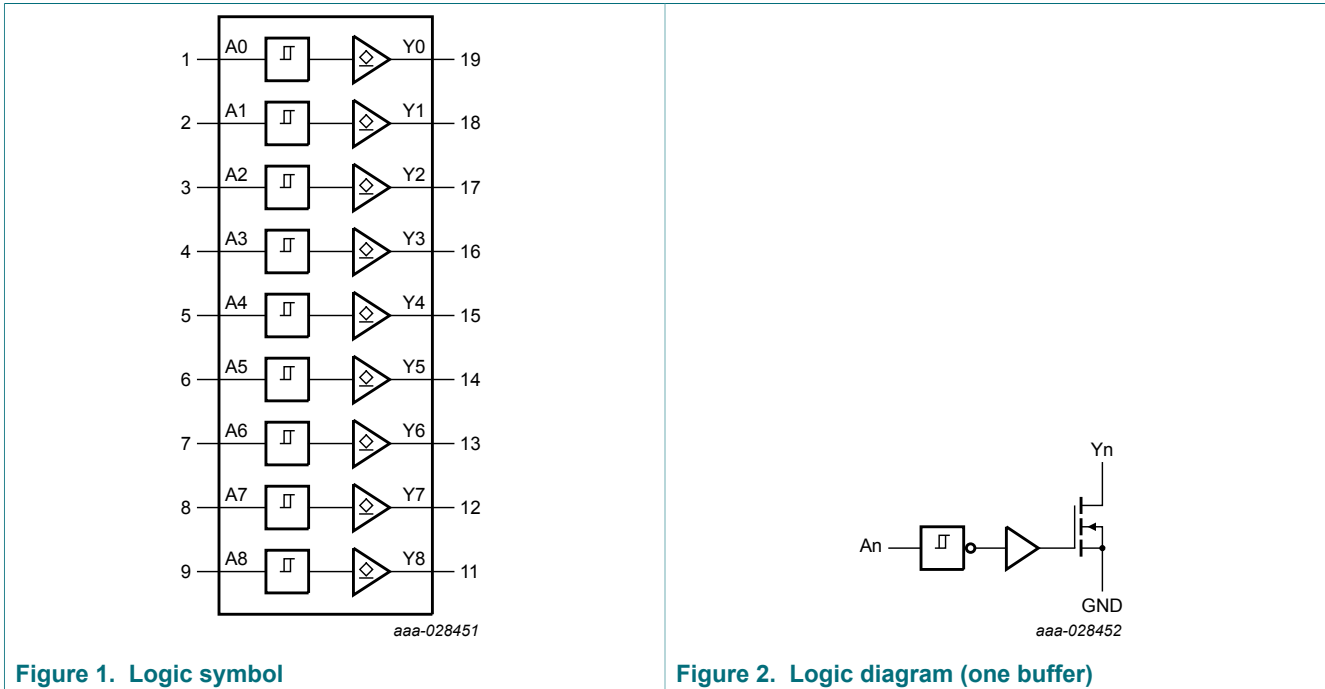 1 A0 Y0 19
2 A1 Y1 18
3 A2 Y2 17
4 A3 Y3 16
5 A4 Y4 15
6 A5 Y5 14
7 A6 Y6 13
8 A7 Y7 12
9 A8 Y8 11
aaa-028451
Figure 1. Logic symbol
Yn
An
GND
aaa-028452
Figure 2. Logic diagram (one buffer)